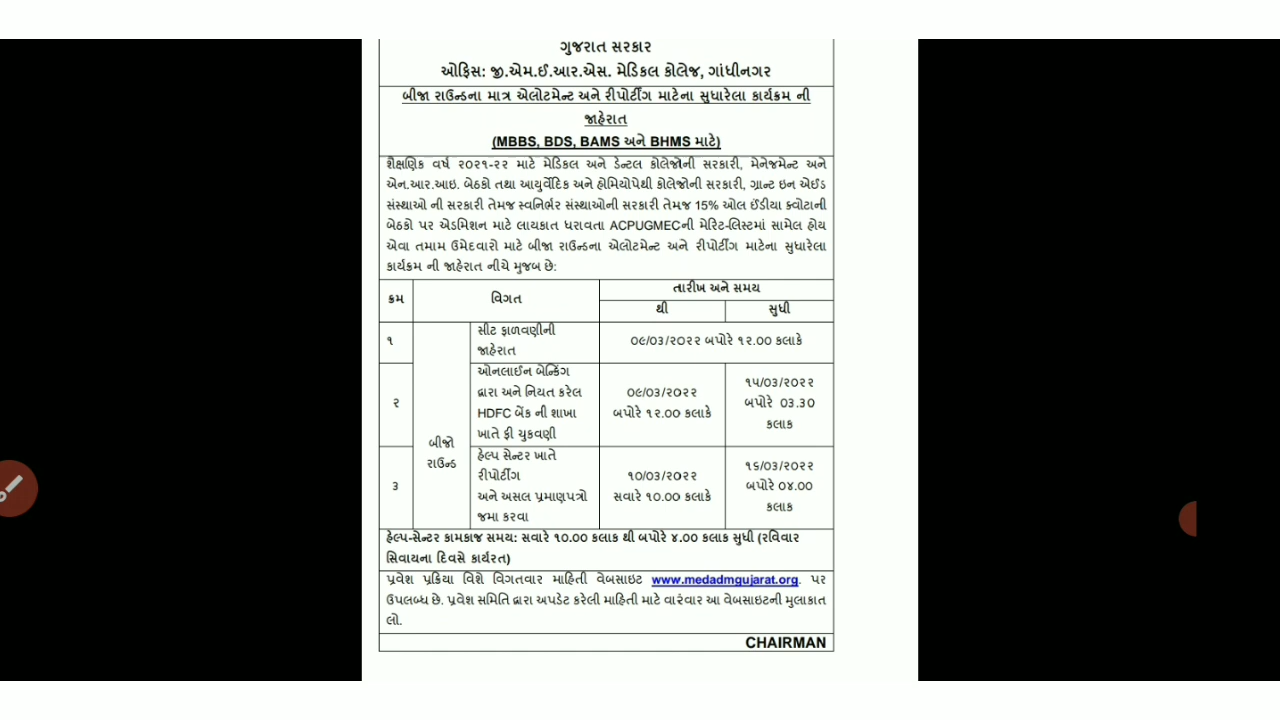 ગુજરાત સરકાર
ઓફિસ: જી.એમ.ઈ.આર.એસ. મેડિકલ કોલેજ, ગાંધીનગર
બીજા રાઉન્ડના માત્ર એલોટમેન્ટ અને રીપોર્ટીંગ માટેના સુધારેલા કાર્યક્રમ ની
જાહેરાત
(MBBS, BDS, BAMS અને BHMS માટે)
શૈક્ષણિક વર્ષ ૨૦૨૧-૨૨ માટે મેડિકલ અને ડેન્ટલ કોલેજોની સરકારી, મેનેજમેન્ટ અને
એન.આર.આઇ. બેઠકો તથા આયુર્વેદિક અને હોમિયોપેથી કોલેજોની સરકારી, ગ્રાન્ટ ઇન એઈડ
સંસ્થાઓ ની સરકારી તેમજ સ્વનિર્ભર સંસ્થાઓની સરકારી તેમજ 15% ઓલ ઈંડીયા ક્વોટાની
બેઠકો પર એડમિશન માટે લાયકાત ધરાવતા ACPUGMECની મેરિટ-લિસ્ટમાં સામેલ હોય
એવા તમામ ઉમેદવારો માટે બીજા રાઉન્ડના એલોટમેન્ટ અને રીપોર્ટીંગ માટેના સુધારેલા
કાર્યક્રમ ની જાહેરાત નીચે મુજબ છે:
ક્રમ વિગત તારીખ અને સમય
થી સુધી
૧ સીટ ફાળવણીની
જાહેરાત
૦૯/૦૩/૨૦૨૨ બપોરે ૧૨.૦૦ કલાકે
૨ ઓનલાઈન બેન્કિંગ
દ્વારા અને નિયત કરેલ
HDFC બેંક ની શાખા
ખાતે ફી ચુકવણી
૦૯/૦૩/૨૦૨૨
બપોરે ૧૨.૦૦ કલાકે
૧૫/૦૩/૨૦૨૨
બપોરે ૦૩.૩૦
કલાક
બીજો
રાઉન્ડ
૩ હેલ્પ સેન્ટર ખાતે
રીપોર્ટીંગ
અને અસલ પ્રમાણપત્રો
જમા કરવા
૧૦/૦૩/૨૦૨૨
સવારે ૧૦.૦૦ કલાકે
૧૬/૦૩/૨૦૨૨
બપોરે ૦૪.૦૦
કલાક
હેલ્પ-સેન્ટર કામકાજ સમય: સવારે ૧૦.૦૦ કલાક થી બપોરે ૪.૦૦ કલાક સુધી (રવિવાર
સિવાયના દિવસે કાર્યરત)
પ્રવેશ પ્રક્રિયા વિશે વિગતવાર માહિતી વેબસાઇટ www.medadmgujarat.org. પર
ઉપલબ્ધ છે. પ્રવેશ સમિતિ દ્વારા અપડેટ કરેલી માહિતી માટે વારંવાર આ વેબસાઇટની મુલાકાત
લો.
CHAIRMAN